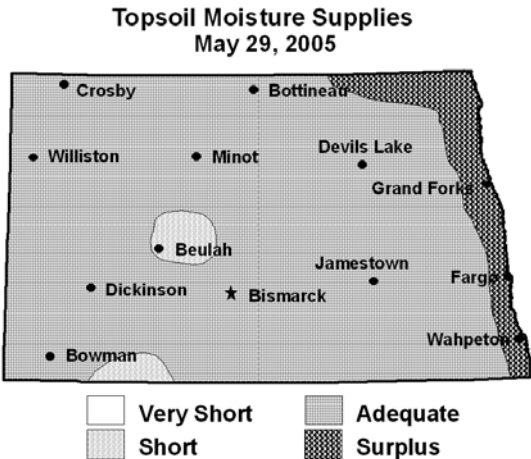 Topsoil Moisture Supplies
May 29, 2005
Crosby
Bottineau
Williston
Minot
Devils Lake
Grand Forks
Beulah
Jamestown
Fargo
Dickinson
Bismarck
Wahpeton
Bowman
Very Short
Adequate
Short
Surplus